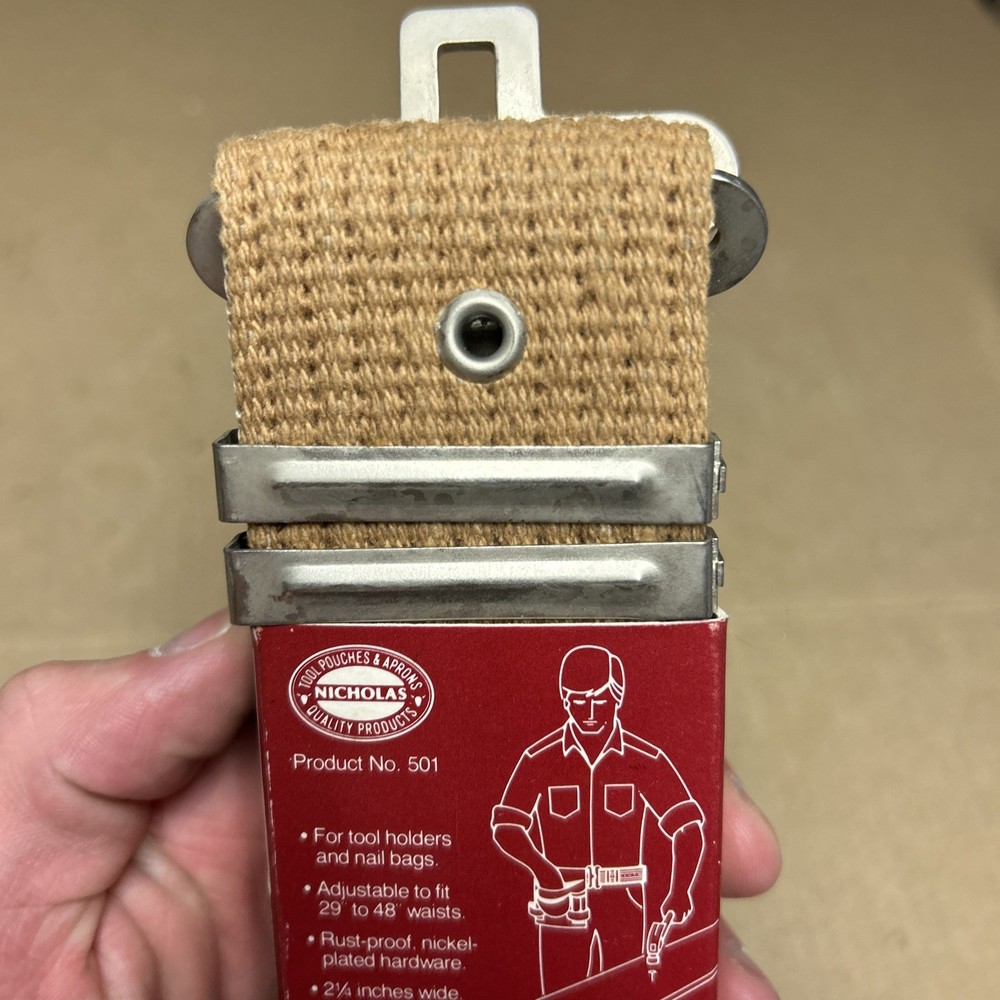 TOOL POUCHES & APRONS
NICHOLAS
QUALITY PRODUCTS
Product No. 501
• For tool holders
and nail bags.
• Adjustable to fit
29" to 48" waists.
• Rust-proof, nickel-
plated hardware.
• 2¼ inches wide.